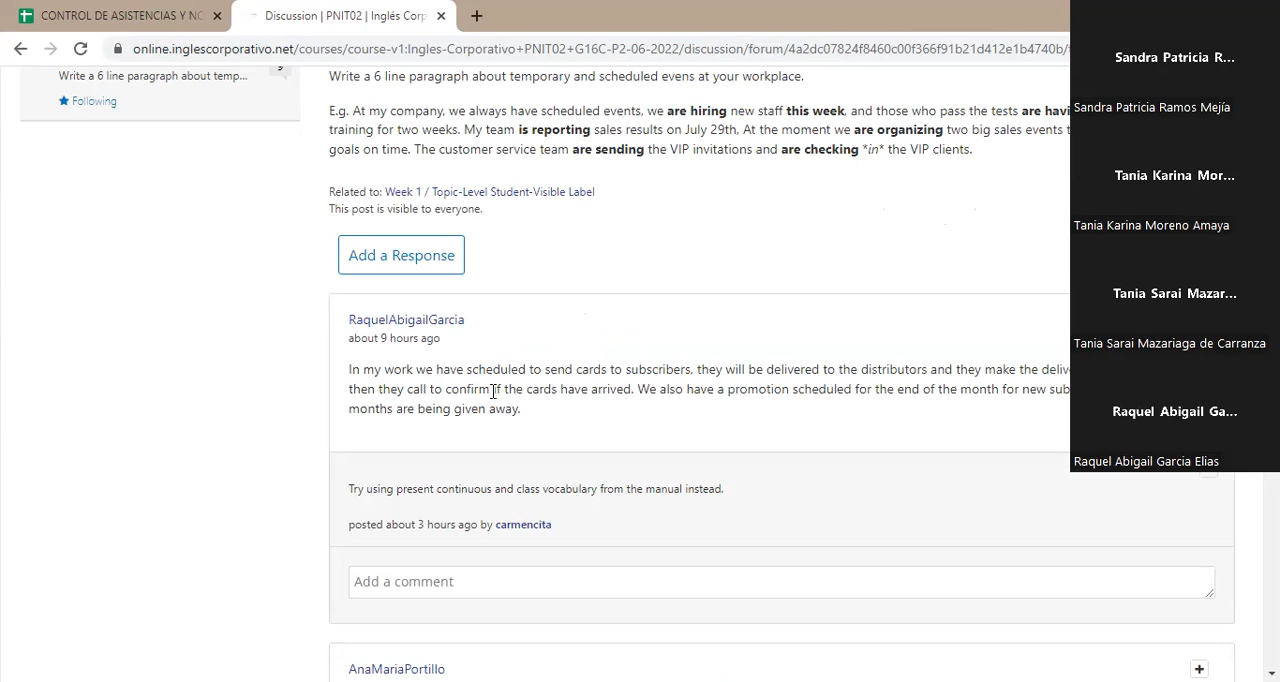 CONTROL DE ASISTENCIAS Y NO
Discussion | PNIT02 | Inglés Corp
online.inglescorporativo.net/courses/course-v1:Ingles-Corporativo+PNIT02+G16C-P2-06-2022/discussion/forum/4a2dc07824f8460c00f366f91b21d412e1b4740b/
Write a 6 line paragraph about temp...
Following
Write a 6 line paragraph about temporary and scheduled evens at your workplace.
E.g. At my company, we always have scheduled events, we are hiring new staff this week, and those who pass the tests are havi
training for two weeks. My team is reporting sales results on July 29th, At the moment we are organizing two big sales events t
goals on time. The customer service team are sending the VIP invitations and are checking *in* the VIP clients.
Related to: Week 1 / Topic-Level Student-Visible Label
This post is visible to everyone.
Add a Response
RaquelAbigailGarcia
about 9 hours ago
In my work we have scheduled to send cards to subscribers, they will be delivered to the distributors and they make the deliv
then they call to confirm if the cards have arrived. We also have a promotion scheduled for the end of the month for new sub
months are being given away.
Try using present continuous and class vocabulary from the manual instead.
posted about 3 hours ago by carmencita
Add a comment
AnaMariaPortillo
Sandra Patricia R...
Sandra Patricia Ramos Mejía
Tania Karina Mor...
Tania Karina Moreno Amaya
Tania Sarai Mazar...
Tania Sarai Mazariaga de Carranza
Raquel Abigail Ga...
Raquel Abigail Garcia Elias